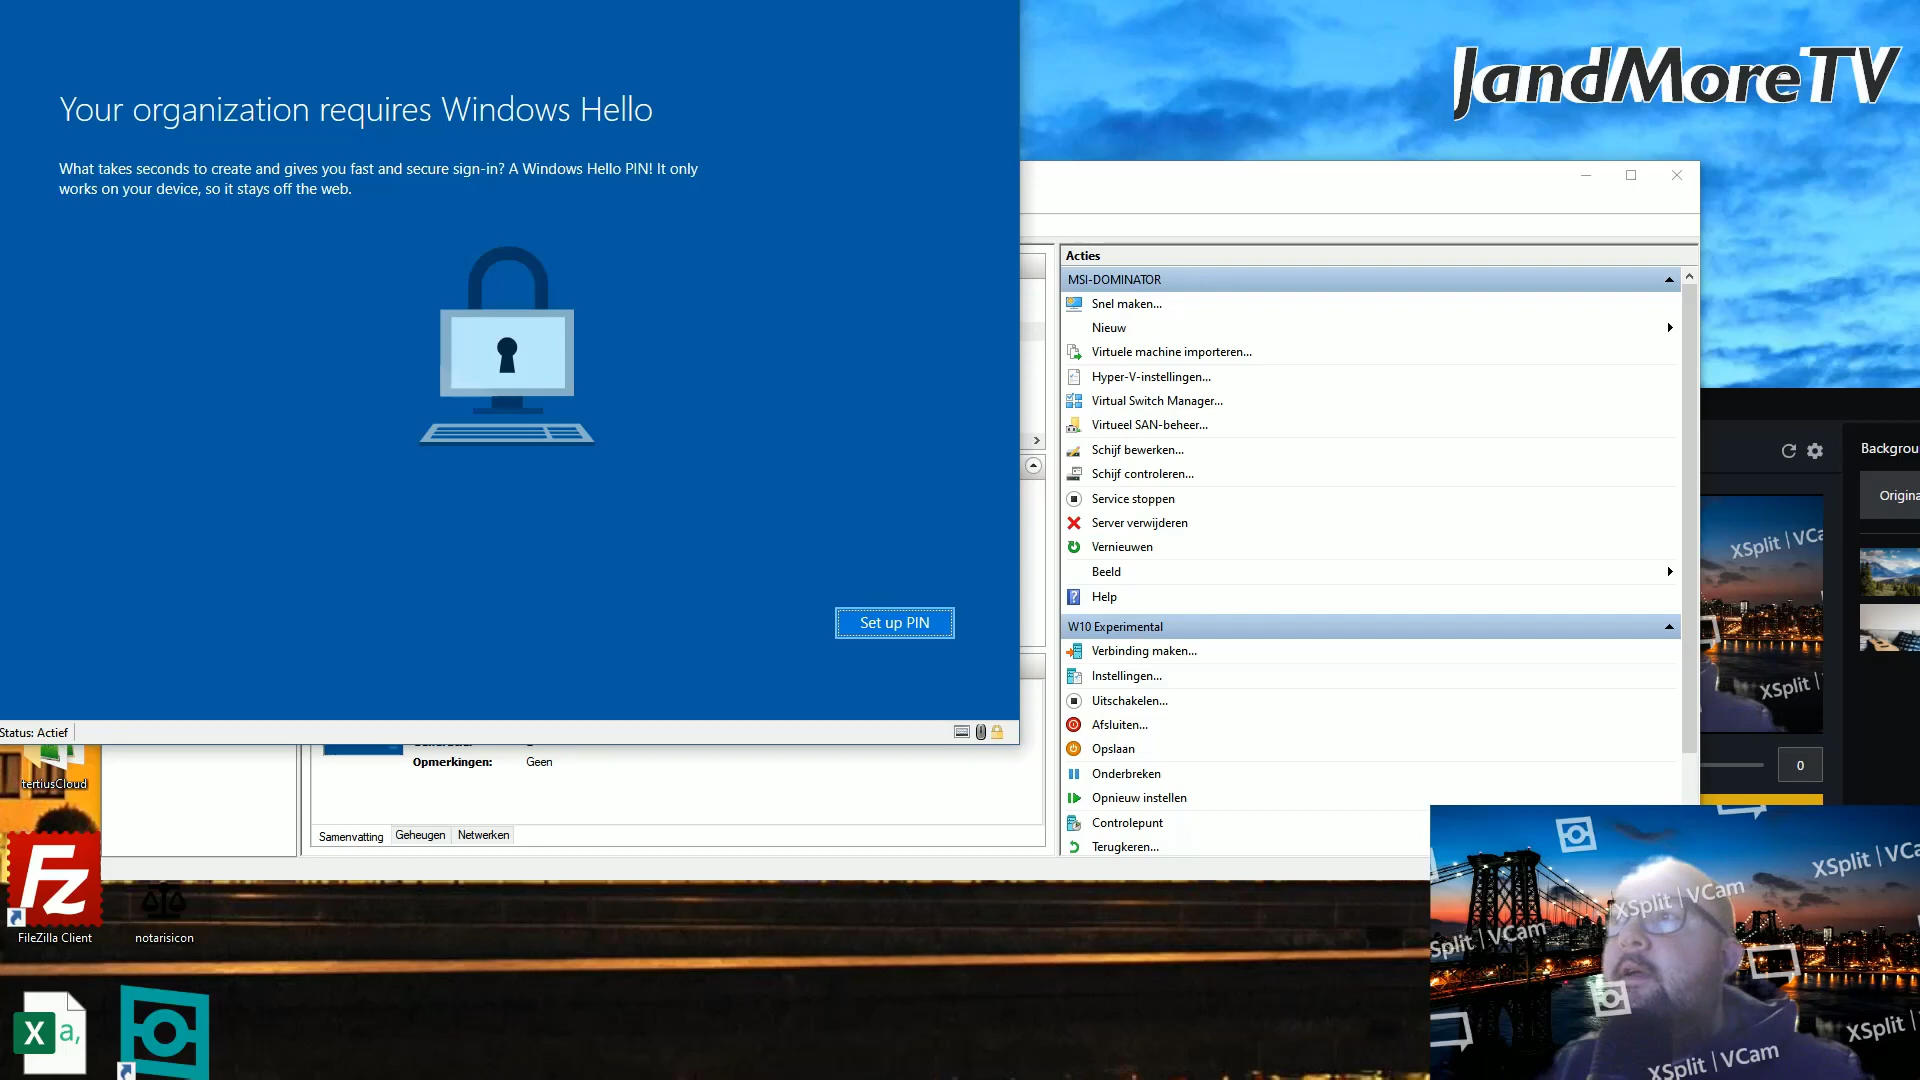 Your organization requires Windows Hello
What takes seconds to create and gives you fast and secure sign-in? A Windows Hello PIN! It only
works on your device, so it stays off the web.
Set up PIN
Status: Actief
JandMoreTV
Acties
MSI-DOMINATOR
Snel maken...
Nieuw
Virtuele machine importeren...
Hyper-V-instellingen...
Virtual Switch Manager...
Virtueel SAN-beheer...
Schijf bewerken...
Schijf controleren...
Service stoppen
Server verwijderen
Vernieuwen
Beeld
Help
W10 Experimental
Verbinding maken...
Instellingen...
Uitschakelen...
Afsluiten...
Opslaan
Onderbreken
Opnieuw instellen
Controlepunt
Terugkeren...
Opmerkingen: Geen
Samenvatting Geheugen Netwerken
Backgrou
Origina
XSplit | VCa
XSplit |
0
tertiusCloud
FZ
FileZilla Client
notarisicon
X a,
XSplit | VCa
XSplit | VCam
Split | VCam
XSplit |
XSplit | VCam